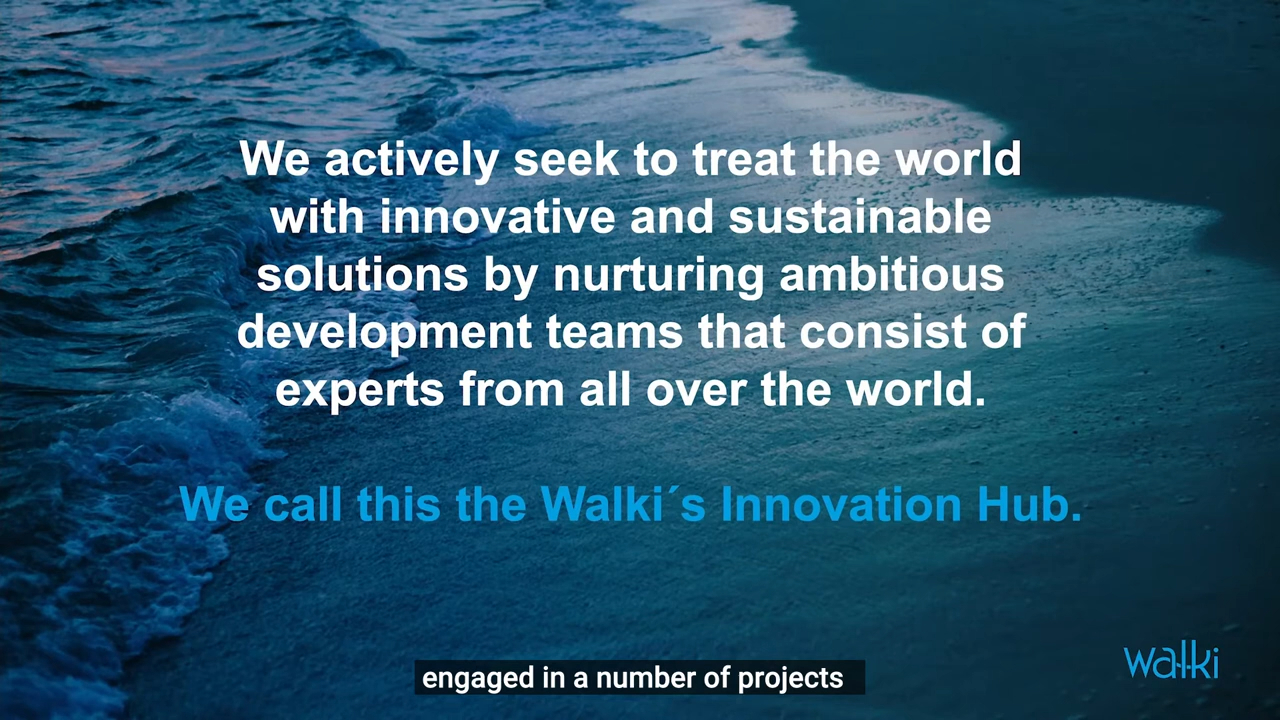 We actively seek to treat the world
with innovative and sustainable
solutions by nurturing ambitious
development teams that consist of
experts from all over the world.
We call this the Walki´s Innovation Hub.
engaged in a number of projects
walki